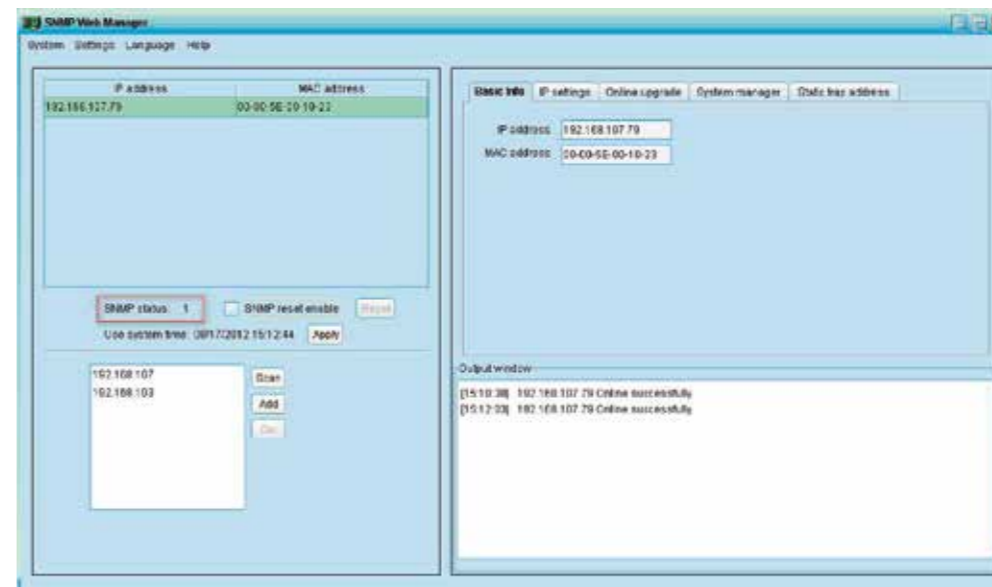 SNMP Web Manager
System Settings Language Help
IP address MAC address
192.168.107.79 00-00-5E-00-10-23
SNMP status: 1 SNMP reset enable Reset
Use system time: 08/17/2012 15:12:44 Apply
192.168.107
192.168.103
Scan
Add
Del
Basic Info IP settings Online upgrade System manager Static trap address
IP address 192.168.107.79
MAC address 00-00-5E-00-10-23
Output window
[15:10:38] 192.168.107.79 Online successfully
[15:12:03] 192.168.107.79 Online successfully